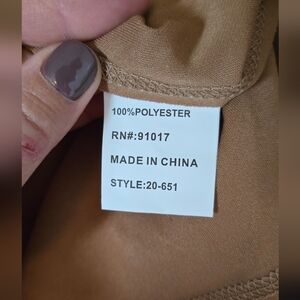 100%POLYESTER
RN#:91017
MADE IN CHINA
STYLE:20-651